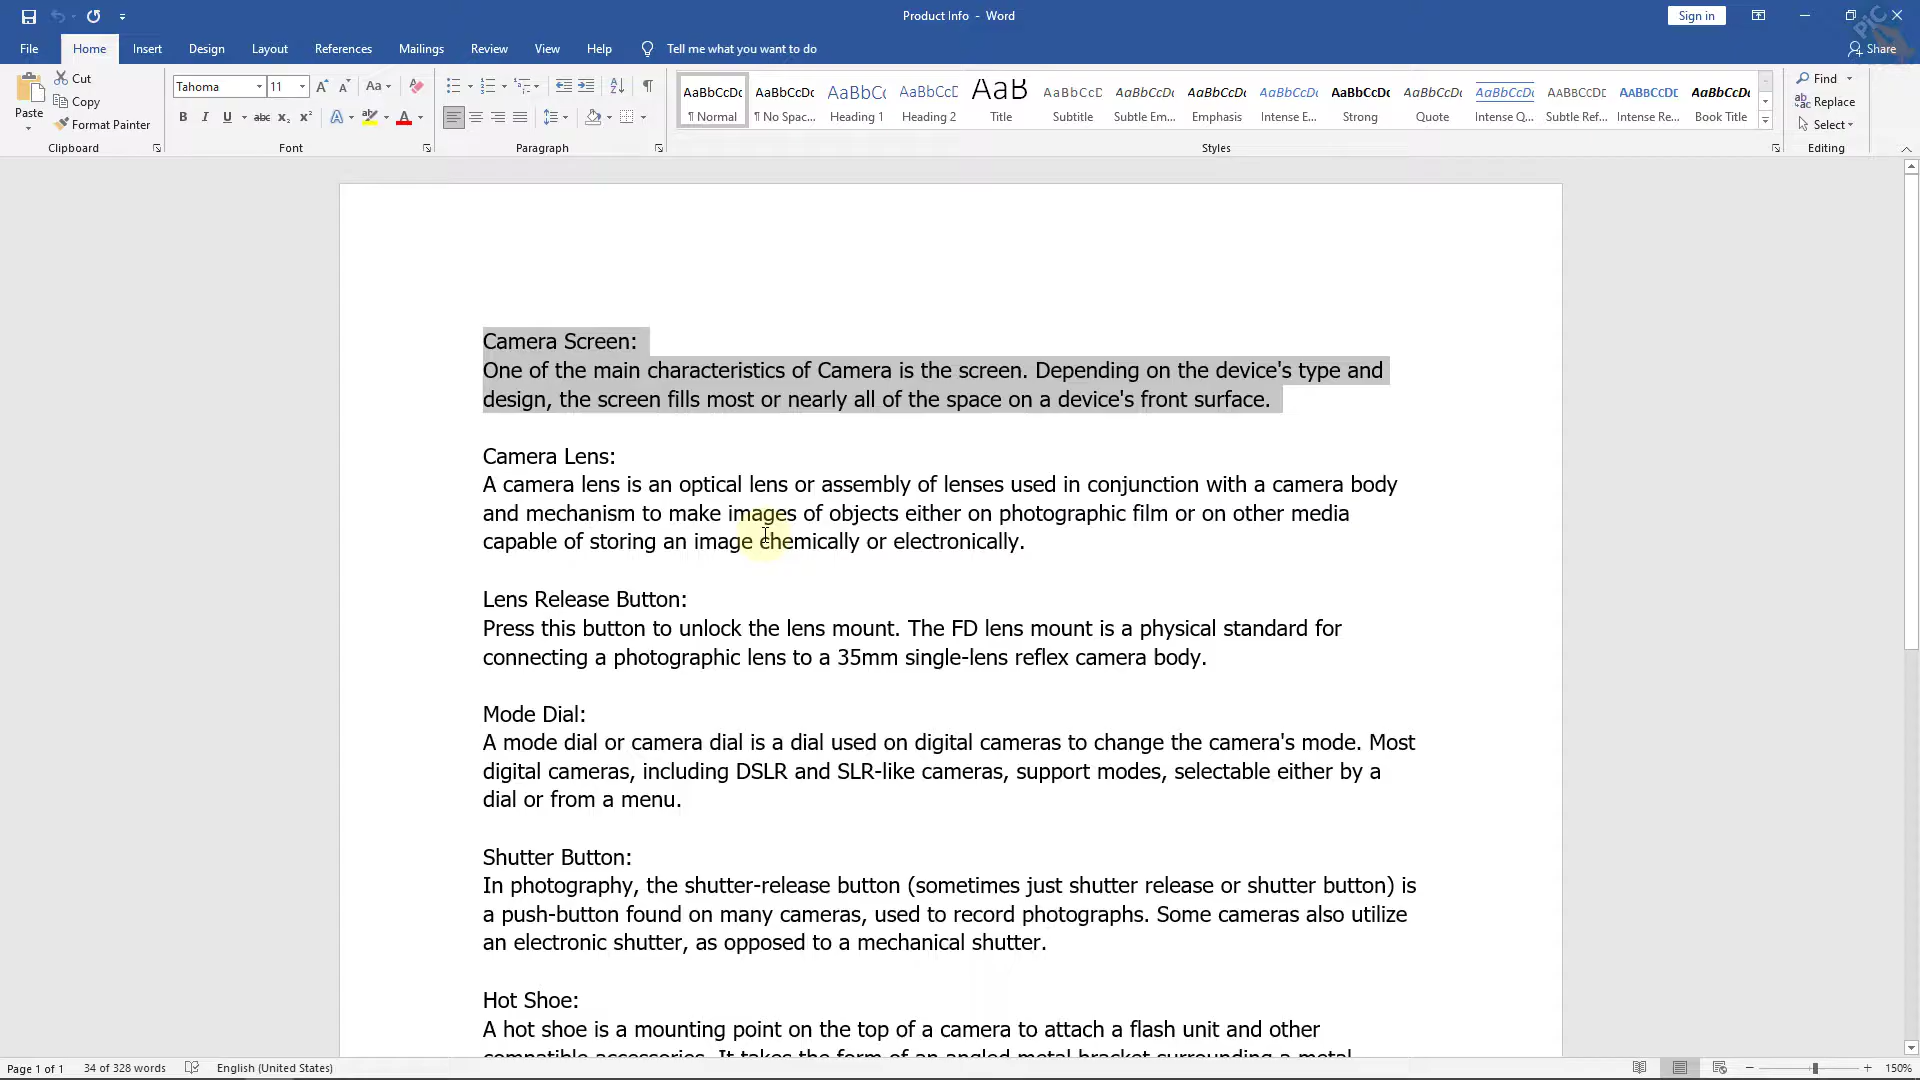 Product Info - Word
Sign in
File Home Insert Design Layout References Mailings Review View Help Tell me what you want to do Share
Paste
Cut
Copy
Format Painter
Clipboard
Tahoma 11
Aa
B I U abc x₂ x² A A
Font
Paragraph
AaBbCcDc AaBbCcDc AaBbCc AaBbCcD AaB AaBbCcD AaBbCcDc AaBbCcDc AaBbCcDc AaBbCcDc AaBbCcDc AaBbCcDc AABBCCDD AABBCCDD AaBbCcDc
¶ Normal ¶ No Spac... Heading 1 Heading 2 Title Subtitle Subtle Em... Emphasis Intense E... Strong Quote Intense Q... Subtle Ref... Intense Re... Book Title
Styles
Find
Replace
Select
Editing
Camera Screen:
One of the main characteristics of Camera is the screen. Depending on the device's type and
design, the screen fills most or nearly all of the space on a device's front surface.
Camera Lens:
A camera lens is an optical lens or assembly of lenses used in conjunction with a camera body
and mechanism to make images of objects either on photographic film or on other media
capable of storing an image chemically or electronically.
Lens Release Button:
Press this button to unlock the lens mount. The FD lens mount is a physical standard for
connecting a photographic lens to a 35mm single-lens reflex camera body.
Mode Dial:
A mode dial or camera dial is a dial used on digital cameras to change the camera's mode. Most
digital cameras, including DSLR and SLR-like cameras, support modes, selectable either by a
dial or from a menu.
Shutter Button:
In photography, the shutter-release button (sometimes just shutter release or shutter button) is
a push-button found on many cameras, used to record photographs. Some cameras also utilize
an electronic shutter, as opposed to a mechanical shutter.
Hot Shoe:
A hot shoe is a mounting point on the top of a camera to attach a flash unit and other
compatible accessories. It takes the form of an angled metal bracket surrounding a metal
Page 1 of 1 34 of 328 words English (United States) 150%